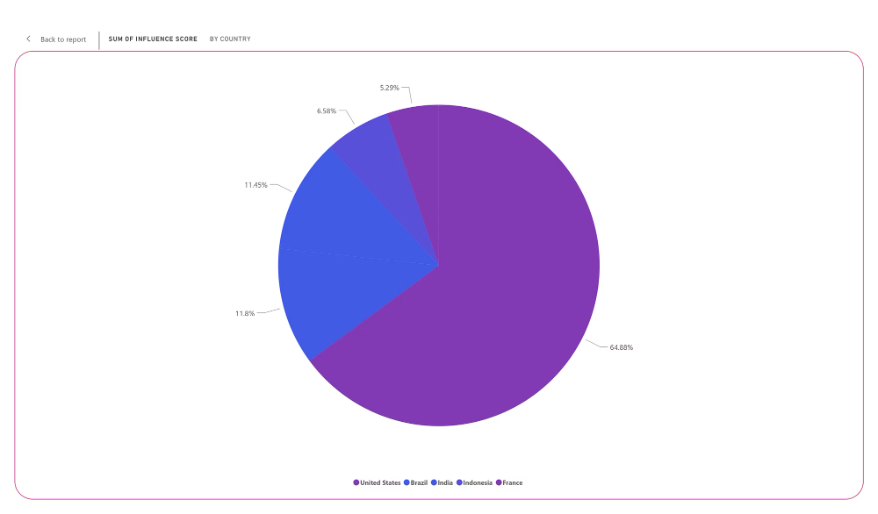 Back to report SUM OF INFLUENCE SCORE BY COUNTRY
5.29%
6.58%
11.45%
11.8%
64.88%
United States Brazil India Indonesia France